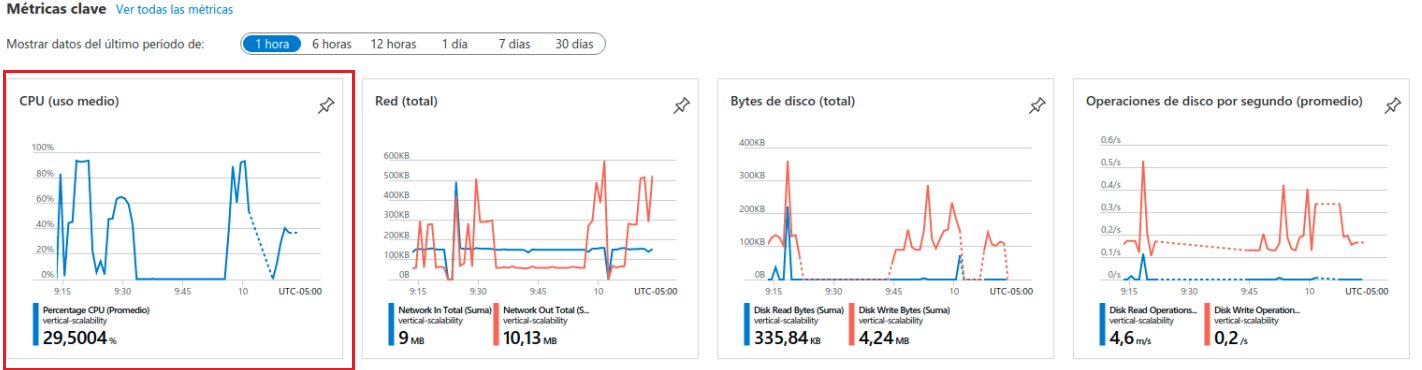 Métricas clave Ver todas las métricas
Mostrar datos del último período de: 1 hora 6 horas 12 horas 1 día 7 días 30 días
CPU (uso medio)
100%
80%
60%
40%
20%
0%
9:15 9:30 9:45 10 UTC-05:00
Percentage CPU (Promedio)
vertical-scalability
29,5004 %
Red (total)
600KB
500KB
400KB
300KB
200KB
100KB
0B
9:15 9:30 9:45 10 UTC-05:00
Network In Total (Suma) Network Out Total (S...
vertical-scalability vertical-scalability
9 MB 10,13 MB
Bytes de disco (total)
400KB
300KB
200KB
100KB
0B
9:15 9:30 9:45 10 UTC-05:00
Disk Read Bytes (Suma) Disk Write Bytes (Suma)
vertical-scalability vertical-scalability
335,84 KB 4,24 MB
Operaciones de disco por segundo (promedio)
0,6/s
0,5/s
0,4/s
0,3/s
0,2/s
0,1/s
0/s
9:15 9:30 9:45 10 UTC-05:00
Disk Read Operations... Disk Write Operation...
vertical-scalability vertical-scalability
4,6 m/s 0,2 /s